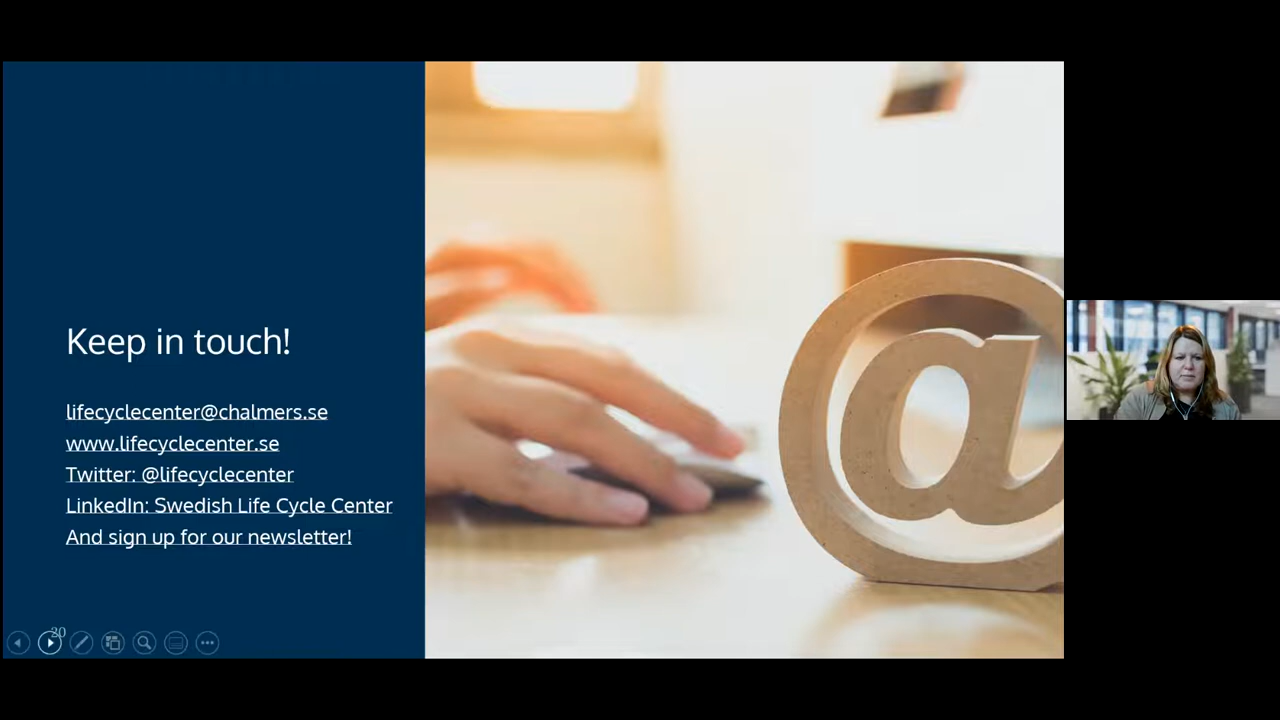 Keep in touch!
lifecyclecenter@chalmers.se
www.lifecyclecenter.se
Twitter: @lifecyclecenter
LinkedIn: Swedish Life Cycle Center
And sign up for our newsletter!
20
@